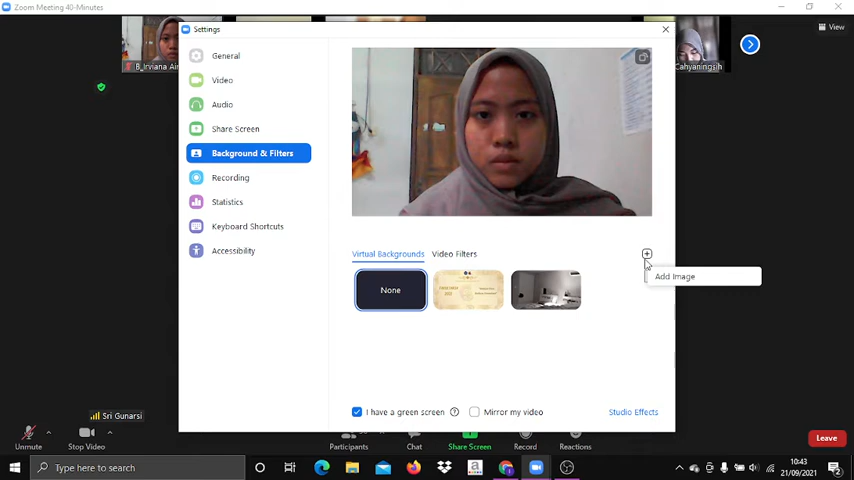 Zoom Meeting 40-Minutes
View
Settings
General
Video
Audio
Share Screen
Background & Filters
Recording
Statistics
Keyboard Shortcuts
Accessibility
Cahyaningsih
Virtual Backgrounds
Video Filters
Add Image
None
I have a green screen
Mirror my video
Studio Effects
Sri Gunarsi
Unmute
Stop Video
Participants
Chat
Share Screen
Record
Reactions
Leave
Type here to search
10:43
21/09/2021